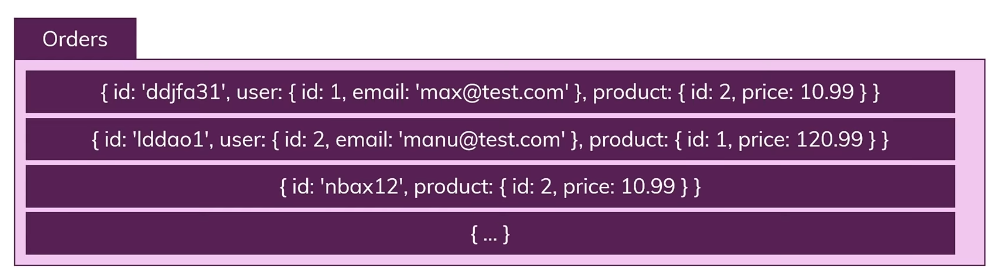 Orders
{ id: 'ddjfa31', user: { id: 1, email: 'max@test.com' }, product: { id: 2, price: 10.99 } }
{ id: 'lddao1', user: { id: 2, email: 'manu@test.com' }, product: { id: 1, price: 120.99 } }
{ id: 'nbax12', product: { id: 2, price: 10.99 } }
{ ... }